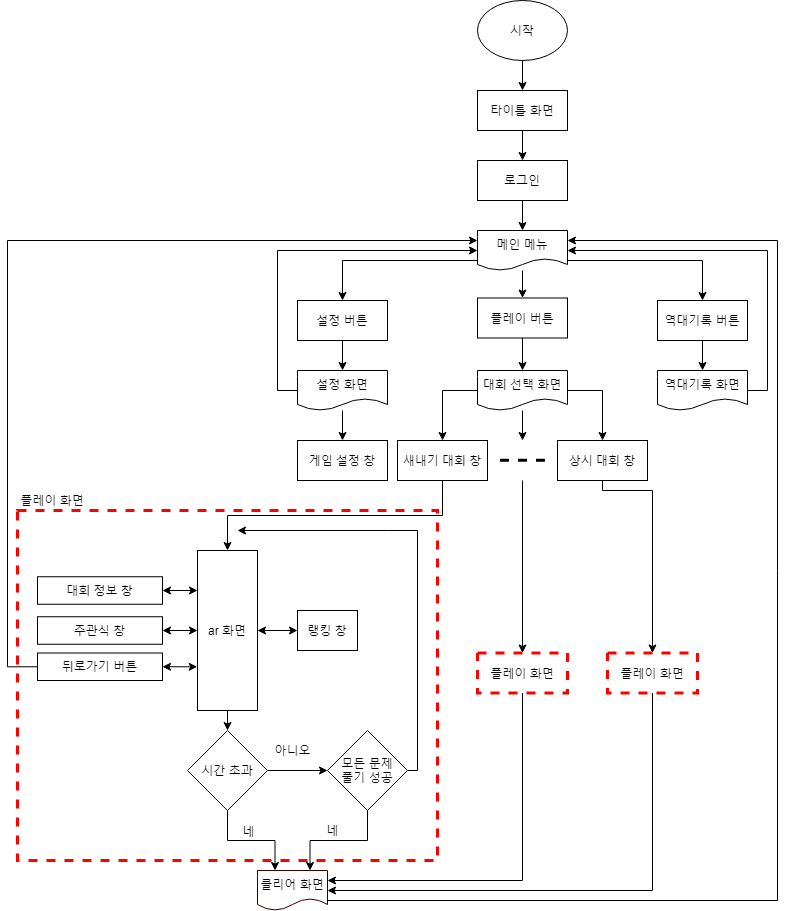 시작
타이틀 화면
로그인
메인 메뉴
설정 버튼
플레이 버튼
역대기록 버튼
설정 화면
대회 선택 화면
역대기록 화면
게임 설정 창
새내기 대회 창
상시 대회 창
플레이 화면
대회 정보 창
주관식 창
ar 화면
랭킹 창
뒤로가기 버튼
플레이 화면
플레이 화면
시간 초과
아니오
모든 문제
풀기 성공
네
네
클리어 화면